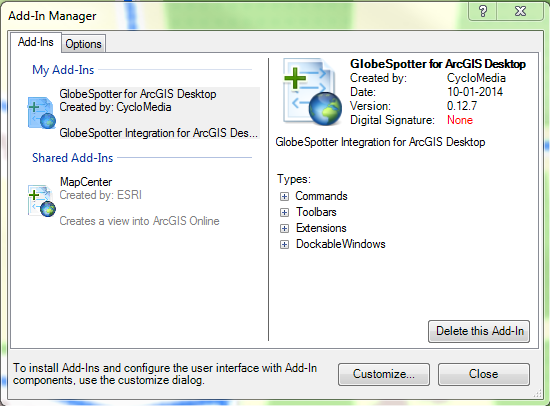 Add-In Manager
?
Add-Ins
Options
My Add-Ins
GlobeSpotter for ArcGIS Desktop
Created by: CycloMedia
GlobeSpotter Integration for ArcGIS Des...
Shared Add-Ins
MapCenter
Created by: ESRI
Creates a view into ArcGIS Online
GlobeSpotter for ArcGIS Desktop
Created by: CycloMedia
Date: 10-01-2014
Version: 0.12.7
Digital Signature: None
GlobeSpotter Integration for ArcGIS Desktop
Types:
Commands
Toolbars
Extensions
DockableWindows
Delete this Add-In
To install Add-Ins and configure the user interface with Add-In
components, use the customize dialog.
Customize...
Close